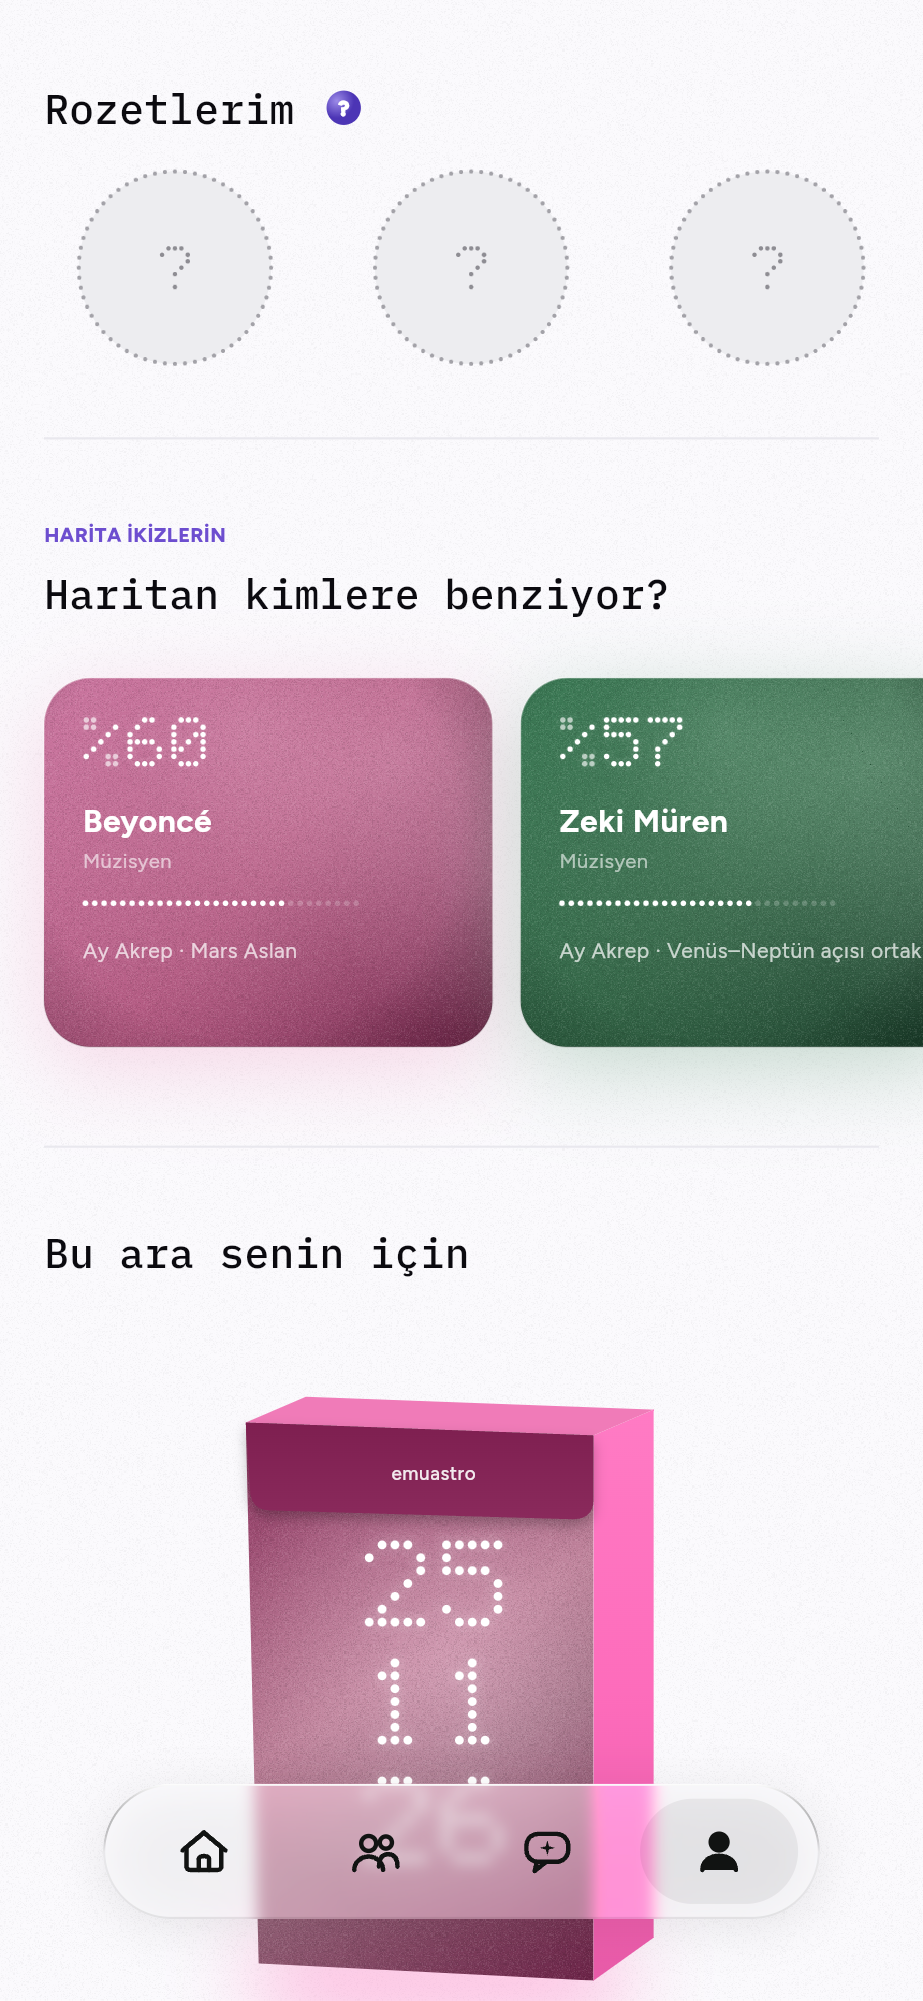 Rozetlerim ?
? ? ?
HARİTA İKİZLERİN
Haritan kimlere benziyor?
%60
Beyoncé
Müzisyen
Ay Akrep · Mars Aslan
%57
Zeki Müren
Müzisyen
Ay Akrep · Venüs–Neptün açısı ortak
Bu ara senin için
emuastro
25
11
26